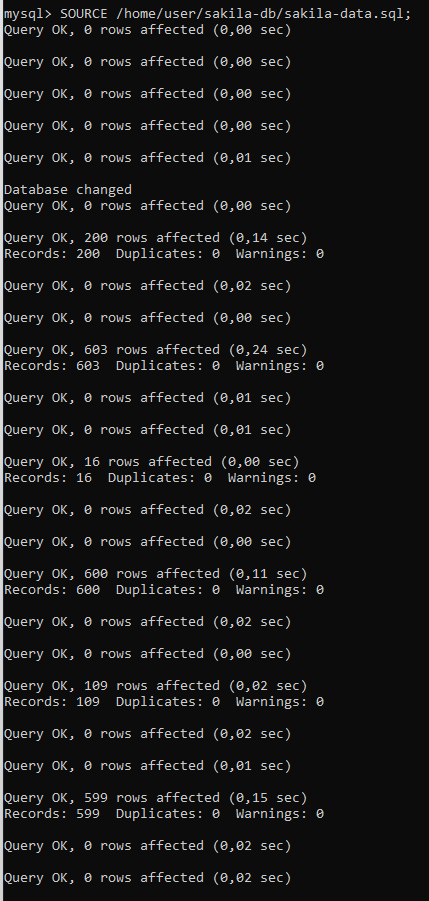 mysql> SOURCE /home/user/sakila-db/sakila-data.sql;
Query OK, 0 rows affected (0,00 sec)
Query OK, 0 rows affected (0,00 sec)
Query OK, 0 rows affected (0,00 sec)
Query OK, 0 rows affected (0,00 sec)
Query OK, 0 rows affected (0,01 sec)
Database changed
Query OK, 0 rows affected (0,00 sec)
Query OK, 200 rows affected (0,14 sec)
Records: 200  Duplicates: 0  Warnings: 0
Query OK, 0 rows affected (0,02 sec)
Query OK, 0 rows affected (0,00 sec)
Query OK, 603 rows affected (0,24 sec)
Records: 603  Duplicates: 0  Warnings: 0
Query OK, 0 rows affected (0,01 sec)
Query OK, 0 rows affected (0,01 sec)
Query OK, 16 rows affected (0,00 sec)
Records: 16  Duplicates: 0  Warnings: 0
Query OK, 0 rows affected (0,02 sec)
Query OK, 0 rows affected (0,00 sec)
Query OK, 600 rows affected (0,11 sec)
Records: 600  Duplicates: 0  Warnings: 0
Query OK, 0 rows affected (0,02 sec)
Query OK, 0 rows affected (0,00 sec)
Query OK, 109 rows affected (0,02 sec)
Records: 109  Duplicates: 0  Warnings: 0
Query OK, 0 rows affected (0,02 sec)
Query OK, 0 rows affected (0,01 sec)
Query OK, 599 rows affected (0,15 sec)
Records: 599  Duplicates: 0  Warnings: 0
Query OK, 0 rows affected (0,02 sec)
Query OK, 0 rows affected (0,02 sec)